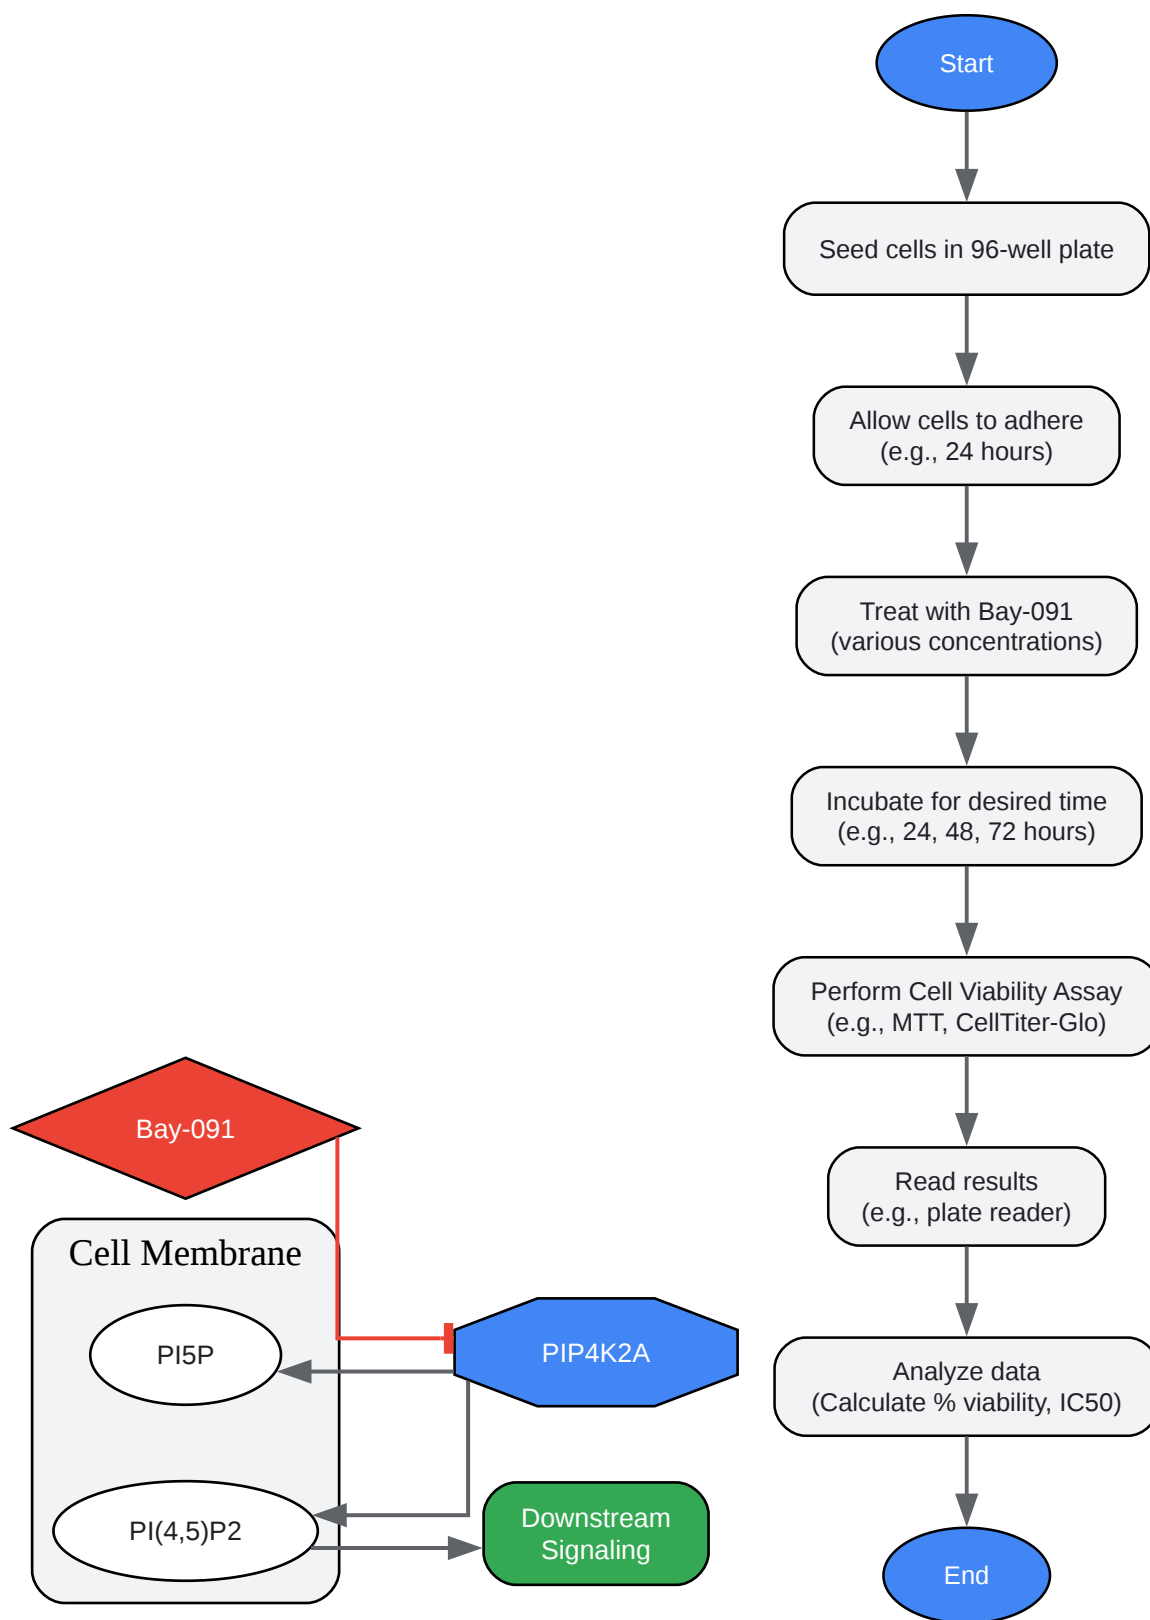 Start
Seed cells in 96-well plate
Allow cells to adhere
(e.g., 24 hours)
Treat with Bay-091
(various concentrations)
Incubate for desired time
(e.g., 24, 48, 72 hours)
Perform Cell Viability Assay
(e.g., MTT, CellTiter-Glo)
Read results
(e.g., plate reader)
Analyze data
(Calculate % viability, IC50)
End
Bay-091
Cell Membrane
PI5P
PIP4K2A
PI(4,5)P2
Downstream
Signaling